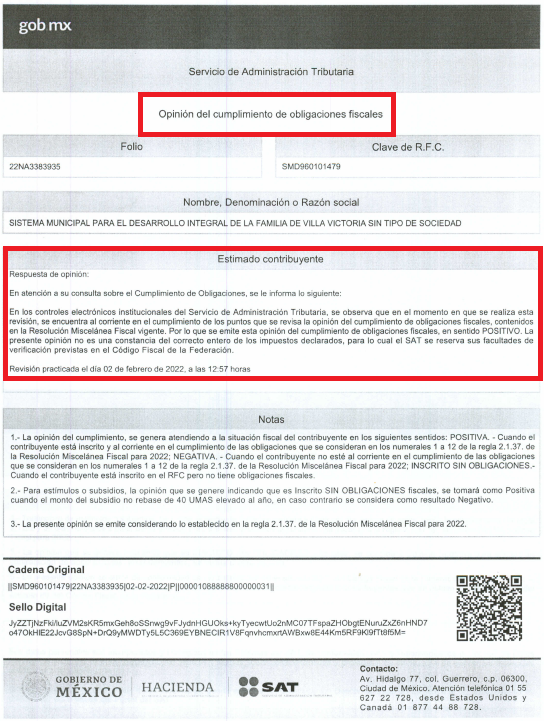 gob mx
Servicio de Administración Tributaria
Opinión del cumplimiento de obligaciones fiscales
Folio
Clave de R.F.C.
22NA3383935
SMD960101479
Nombre, Denominación o Razón social
SISTEMA MUNICIPAL PARA EL DESARROLLO INTEGRAL DE LA FAMILIA DE VILLA VICTORIA SIN TIPO DE SOCIEDAD
Estimado contribuyente
Respuesta de opinión:
En atención a su consulta sobre el Cumplimiento de Obligaciones, se le informa lo siguiente:
En los controles electrónicos institucionales del Servicio de Administración Tributaria, se observa que en el momento en que se realiza esta
revisión, se encuentra al corriente en el cumplimiento de los puntos que se revisa la opinión del cumplimiento de obligaciones fiscales, contenidos
en la Resolución Miscelánea Fiscal vigente. Por lo que se emite esta opinión del cumplimiento de obligaciones fiscales, en sentido POSITIVO. La
presente opinión no es una constancia del correcto entero de los impuestos declarados, para lo cual el SAT se reserva sus facultades de
verificación previstas en el Código Fiscal de la Federación.
Revisión practicada el día 02 de febrero de 2022, a las 12:57 horas
Notas
1.- La opinión del cumplimiento, se genera atendiendo a la situación fiscal del contribuyente en los siguientes sentidos: POSITIVA. - Cuando el
contribuyente está inscrito y al corriente en el cumplimiento de las obligaciones que se consideran en los numerales 1 a 12 de la regla 2.1.37. de
la Resolución Miscelánea Fiscal para 2022; NEGATIVA. - Cuando el contribuyente no esté al corriente en el cumplimiento de las obligaciones
que se consideran en los numerales 1 a 12 de la regla 2.1.37. de la Resolución Miscelánea Fiscal para 2022; INSCRITO SIN OBLIGACIONES.-
Cuando el contribuyente está inscrito en el RFC pero no tiene obligaciones fiscales.
2.- Para estímulos o subsidios, la opinión que se genere indicando que es Inscrito SIN OBLIGACIONES fiscales, se tomará como Positiva
cuando el monto del subsidio no rebase de 40 UMAS elevado al año, en caso contrario se considera como resultado Negativo.
3.- La presente opinión se emite considerando lo establecido en la regla 2.1.37. de la Resolución Miscelánea Fiscal para 2022.
Cadena Original
||SMD960101479|22NA3383935|02-02-2022|P||00001088888800000031||
Sello Digital
GOBIERNO DE
MÉXICO
HACIENDA
SAT
Contacto:
Av. Hidalgo 77, col. Guerrero, c.p. 06300,
Ciudad de México, Atención telefónica 01 55
627 22 728, desde Estados Unidos y
Canadá 01 877 44 88 728.